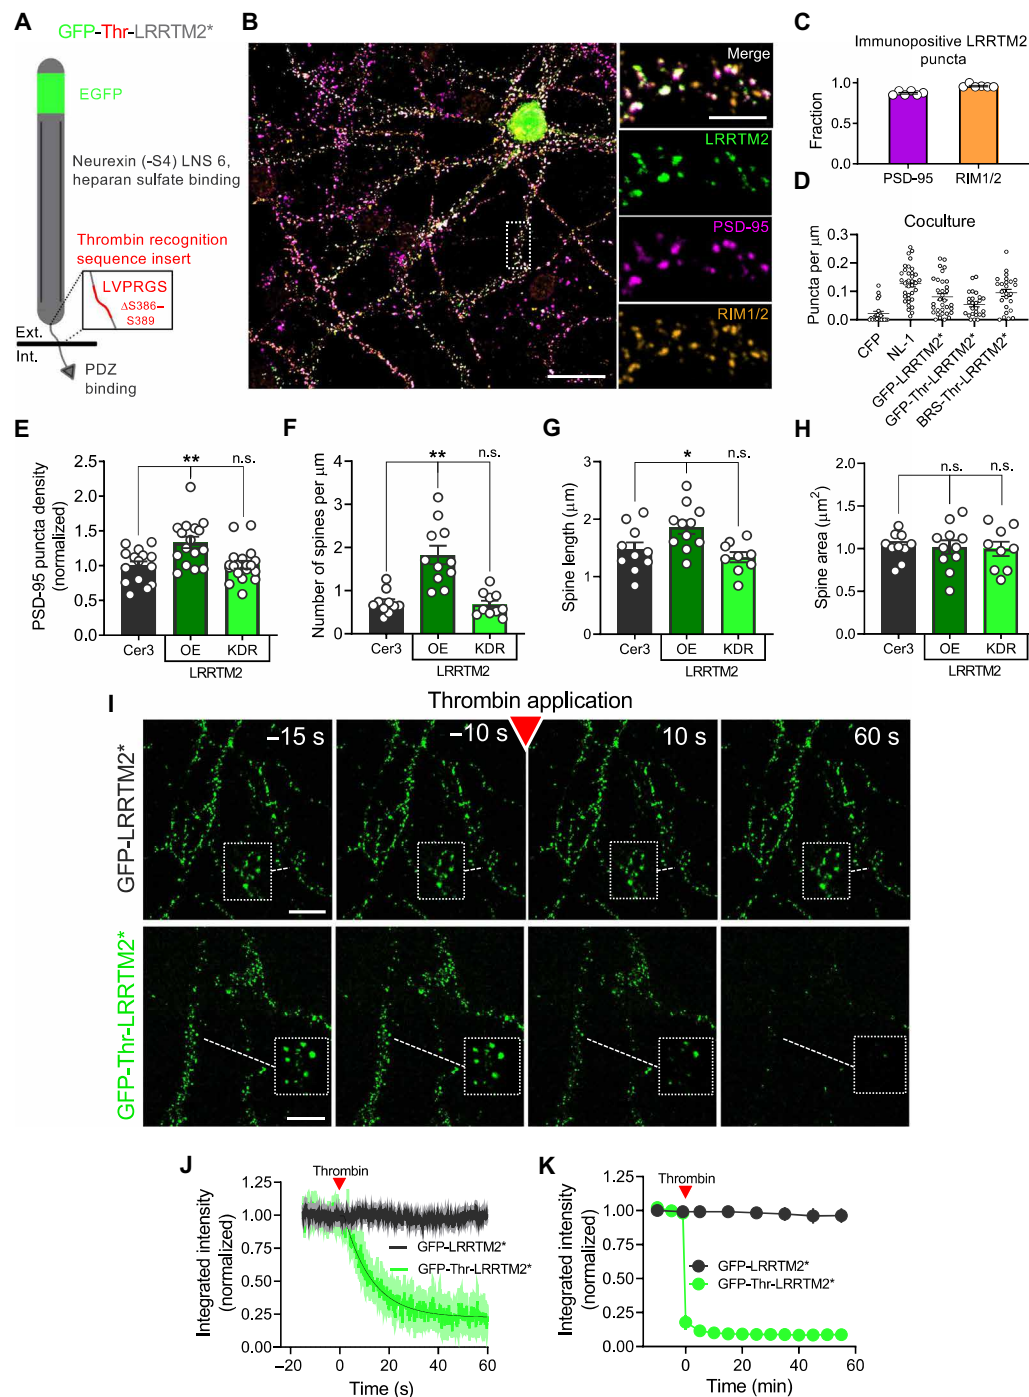 A
GFP-Thr-LRRTM2*
EGFP
Neurexin (-S4) LNS 6,
heparan sulfate binding
Thrombin recognition
sequence insert
LVPRGS
ΔS386–
S389
Ext.
Int.
PDZ
binding
B
Merge
LRRTM2
PSD-95
RIM1/2
C
Immunopositive LRRTM2
puncta
Fraction
1.0
0.5
0.0
PSD-95
RIM1/2
D
Coculture
Puncta per μm
0.3
0.2
0.1
0.0
CFP
NL-1
GFP-LRRTM2*
GFP-Thr-LRRTM2*
BRS-Thr-LRRTM2*
E
PSD-95 puncta density
(normalized)
2.5
2.0
1.5
1.0
0.5
0.0
**
n.s.
Cer3
OE
KDR
LRRTM2
F
Number of spines per μm
4
3
2
1
0
**
n.s.
Cer3
OE
KDR
LRRTM2
G
Spine length (μm)
3
2
1
0
*
n.s.
Cer3
OE
KDR
LRRTM2
H
Spine area (μm²)
2.0
1.5
1.0
0.5
0.0
n.s.
n.s.
Cer3
OE
KDR
LRRTM2
I
Thrombin application
–15 s
–10 s
10 s
60 s
GFP-LRRTM2*
GFP-Thr-LRRTM2*
J
Thrombin
Integrated intensity
(normalized)
1.25
1.00
0.75
0.50
0.25
0.00
GFP-LRRTM2*
GFP-Thr-LRRTM2*
–20
0
20
40
60
Time (s)
K
Thrombin
Integrated intensity
(normalized)
1.25
1.00
0.75
0.50
0.25
0.00
GFP-LRRTM2*
GFP-Thr-LRRTM2*
0
20
40
60
Time (min)